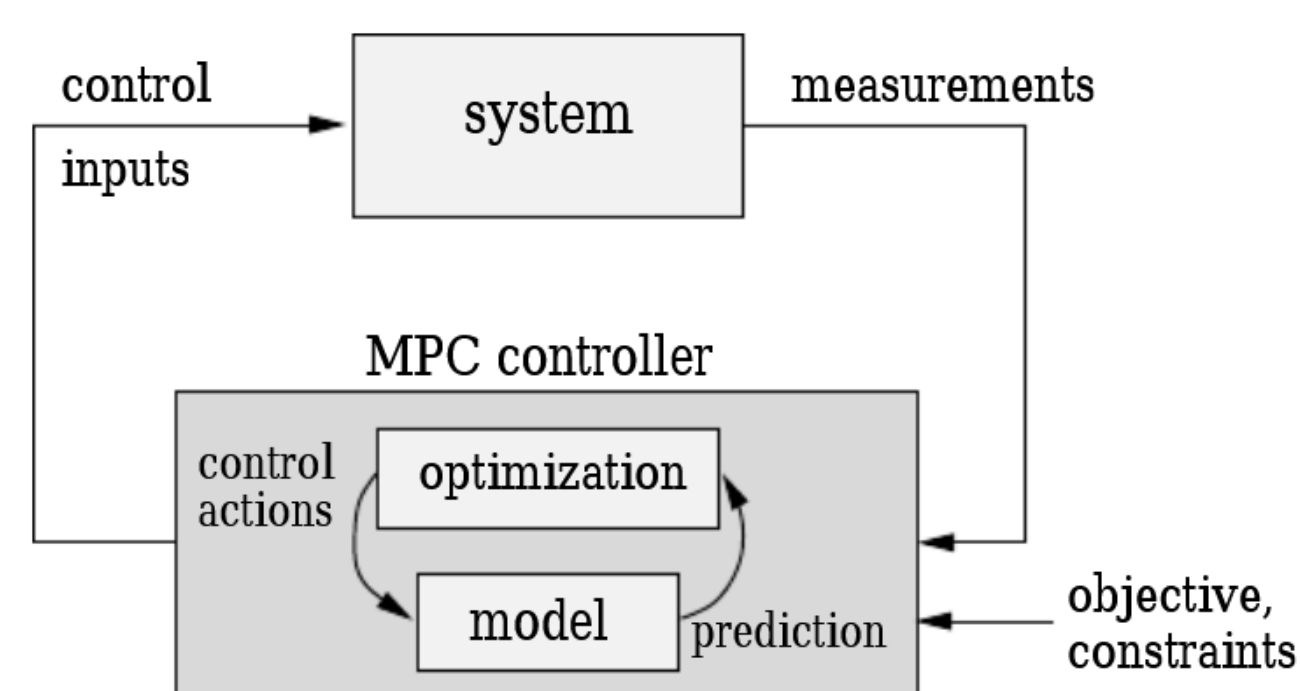 control
inputs
system
measurements
MPC controller
control
actions
optimization
model
prediction
objective,
constraints